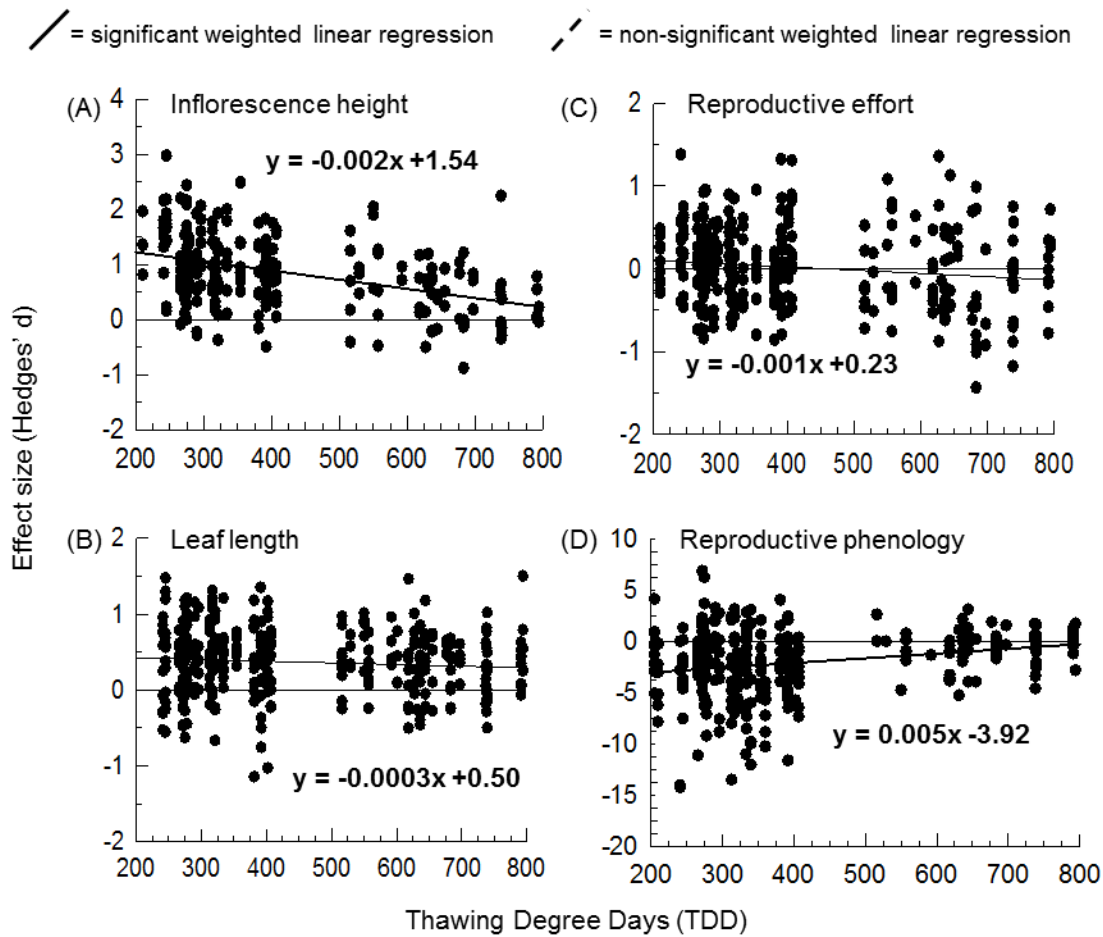 = significant weighted linear regression
= non-significant weighted linear regression
Effect size (Hedges' d)
(A) Inflorescence height
y = -0.002x +1.54
4
3
2
1
0
-1
-2
200 300 400 500 600 700 800
(C) Reproductive effort
y = -0.001x +0.23
2
1
0
-1
-2
200 300 400 500 600 700 800
(B) Leaf length
y = -0.0003x +0.50
2
1
0
-1
-2
200 300 400 500 600 700 800
(D) Reproductive phenology
y = 0.005x -3.92
10
5
0
-5
-10
-15
-20
200 300 400 500 600 700 800
Thawing Degree Days (TDD)